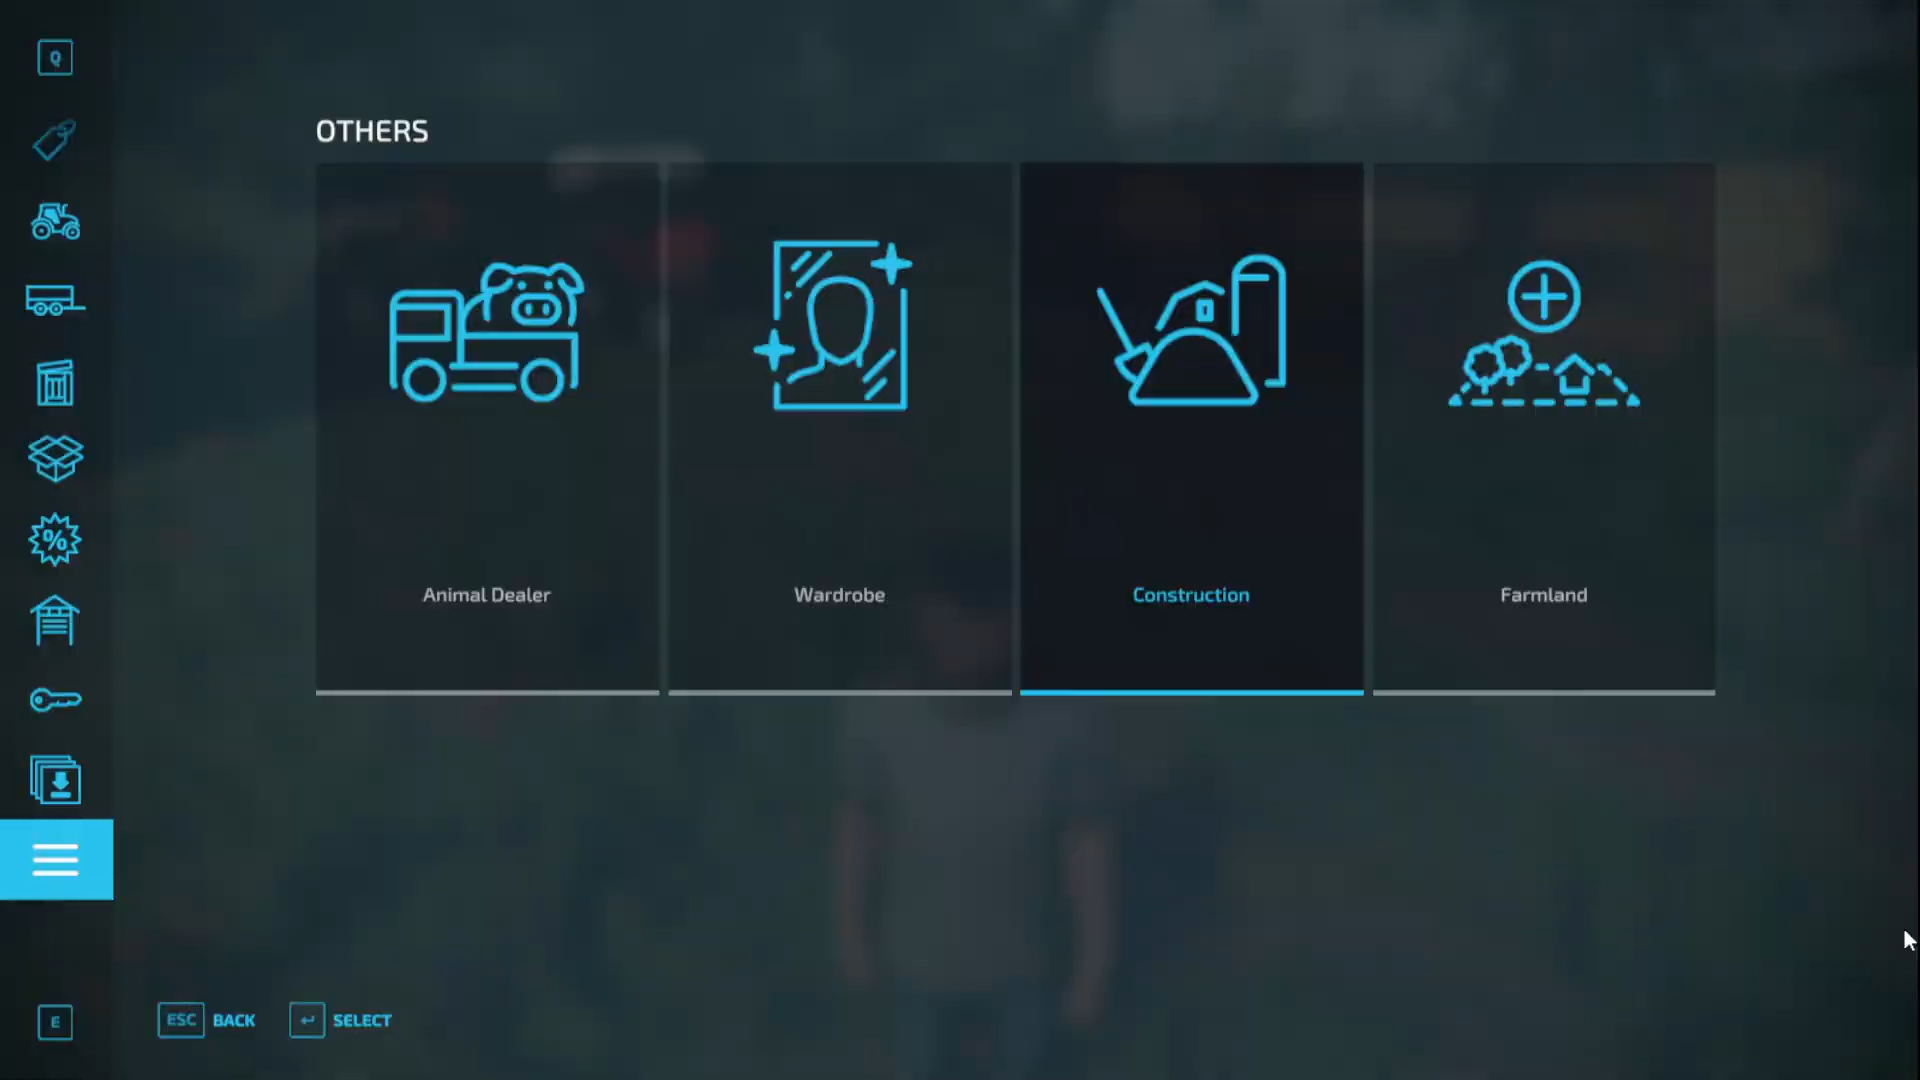 Q
OTHERS
%
Animal Dealer
Wardrobe
Construction
Farmland
E
ESC BACK
SELECT